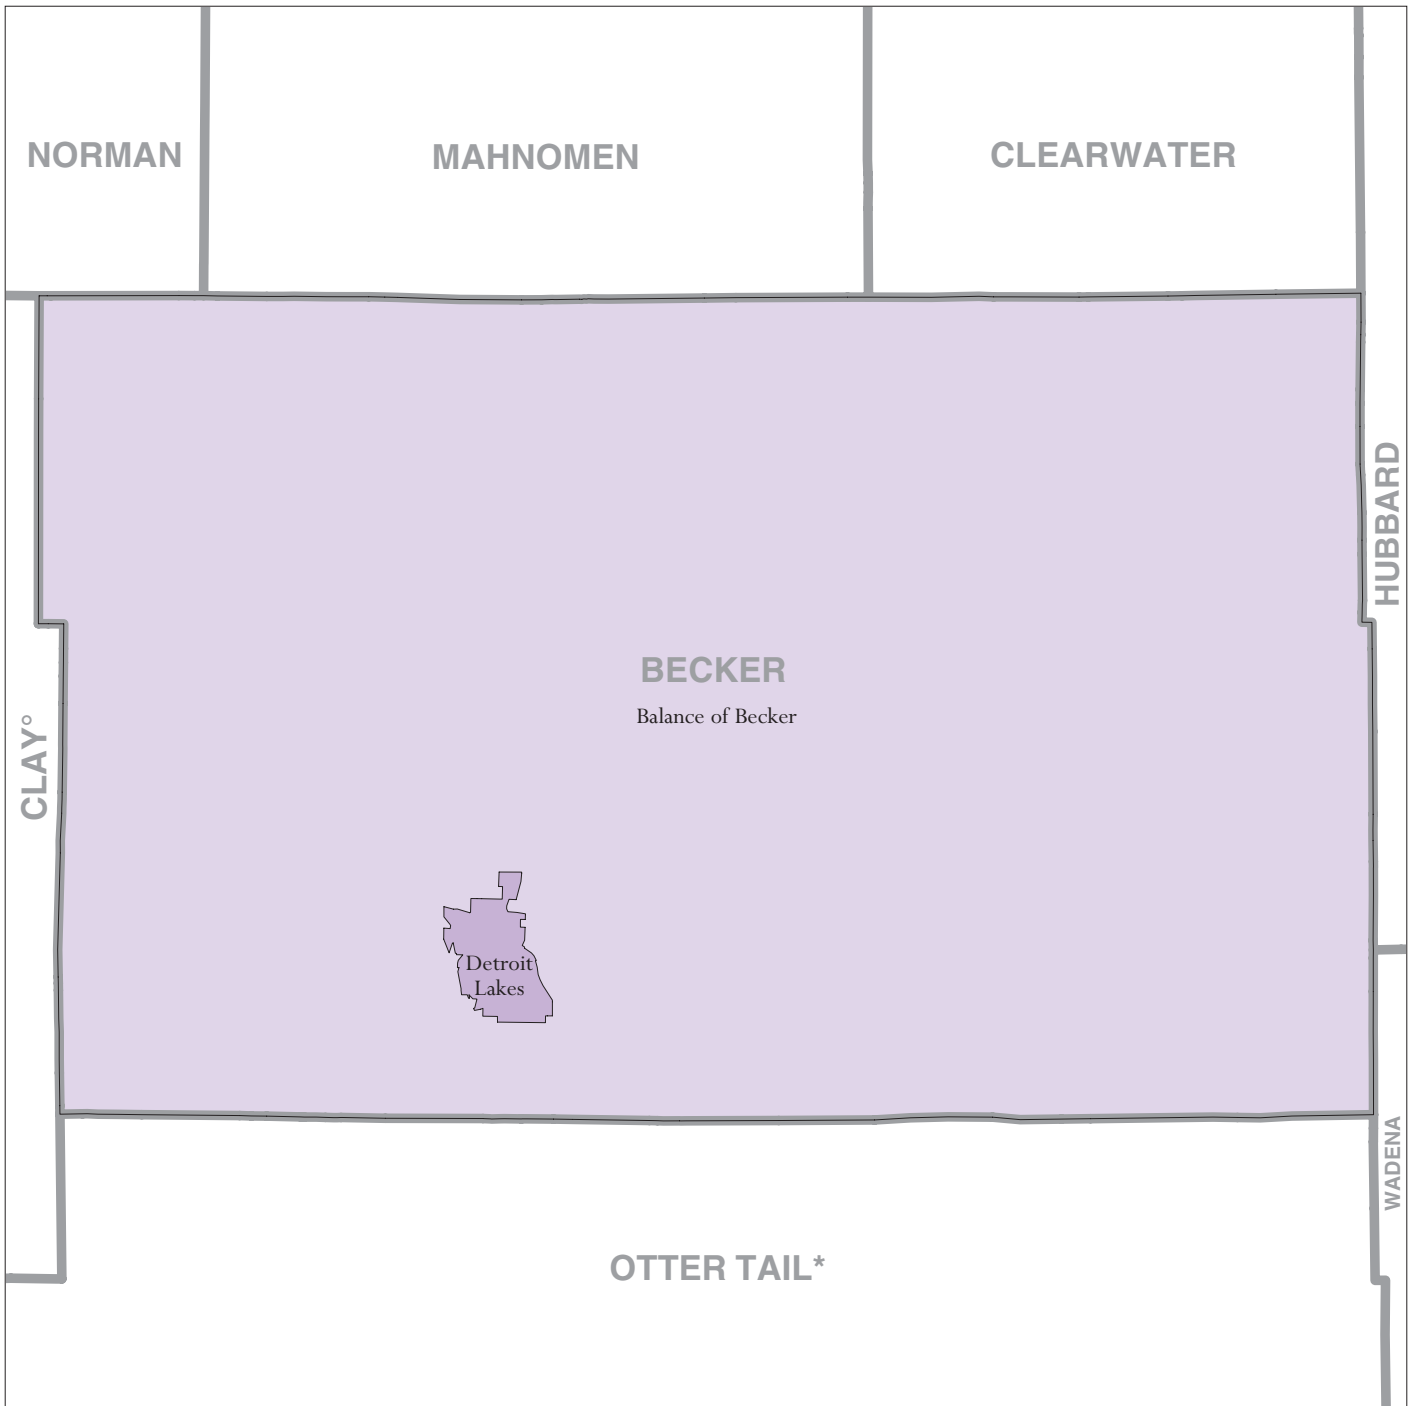 NORMAN
MAHNOMEN
CLEARWATER
HUBBARD
BECKER
Balance of Becker
CLAY°
Detroit
Lakes
WADENA
OTTER TAIL*